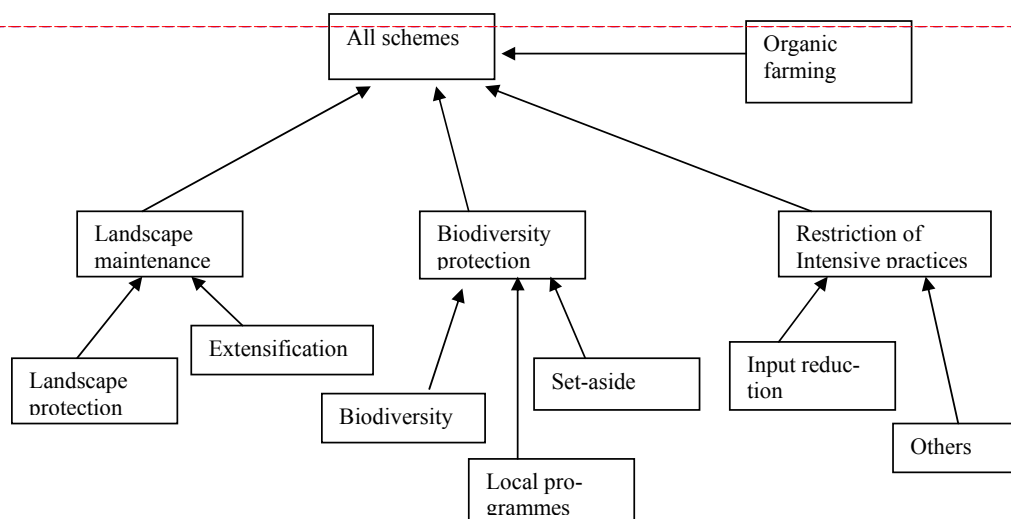 All schemes
Organic
farming
Landscape
maintenance
Biodiversity
protection
Restriction of
Intensive practices
Landscape
protection
Extensification
Biodiversity
Local pro-
grammes
Set-aside
Input reduc-
tion
Others